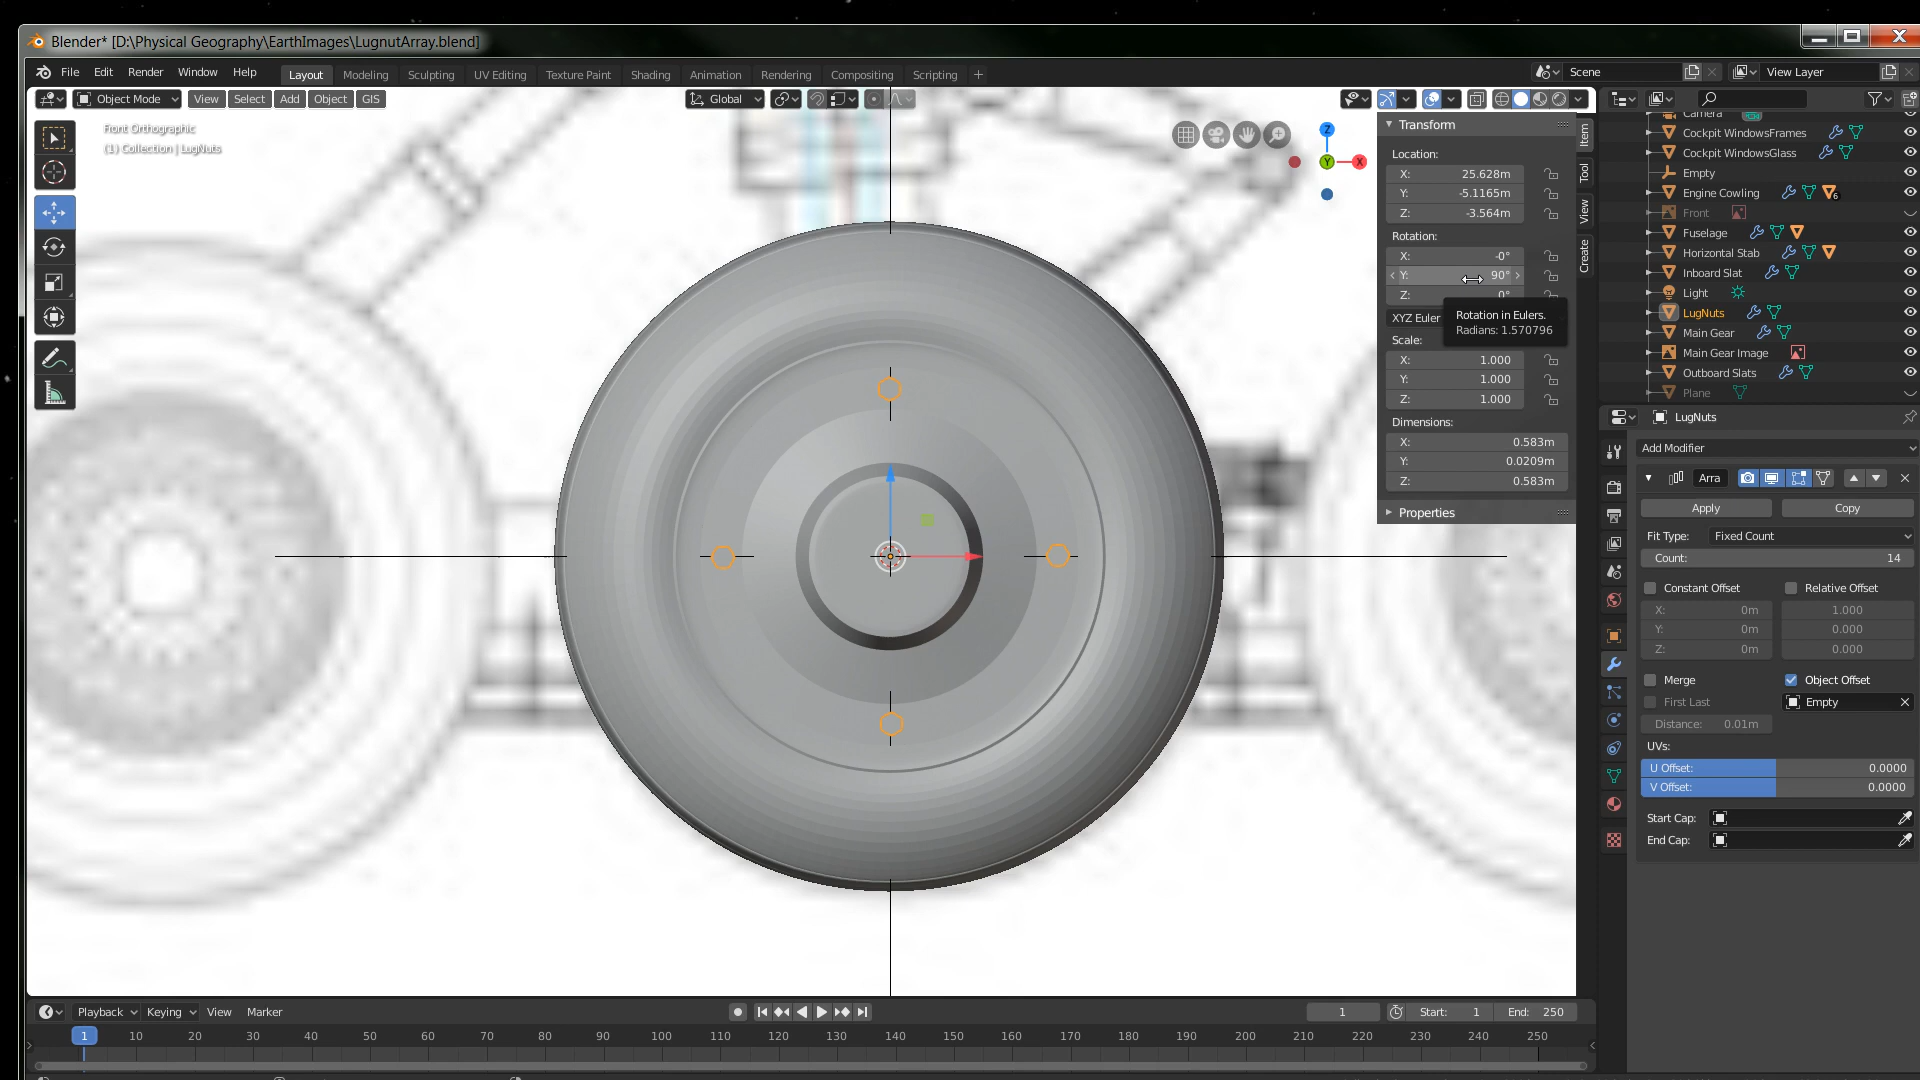 Blender* [D:\Physical Geography\EarthImages\LugnutArray.blend]
File Edit Render Window Help Layout Modeling Sculpting UV Editing Texture Paint Shading Animation Rendering Compositing Scripting + Scene View Layer
Object Mode View Select Add Object GIS Global
Front Orthographic
(1) Collection | LugNuts
Z
Y
X
Transform
Location:
X: 25.628m
Y: -5.1165m
Z: -3.564m
Rotation:
X: -0°
Y: 90°
Z: 0°
XYZ Euler
Rotation in Eulers.
Radians: 1.570796
Scale:
X: 1.000
Y: 1.000
Z: 1.000
Dimensions:
X: 0.583m
Y: 0.0209m
Z: 0.583m
Properties
Item
Tool
View
Create
Camera
Cockpit WindowsFrames
Cockpit WindowsGlass
Empty
Engine Cowling 6
Front
Fuselage
Horizontal Stab
Inboard Slat
Light
LugNuts
Main Gear
Main Gear Image
Outboard Slats
Plane
LugNuts
Add Modifier
Arra
Apply Copy
Fit Type: Fixed Count
Count: 14
Constant Offset Relative Offset
X: 0m 1.000
Y: 0m 0.000
Z: 0m 0.000
Merge Object Offset
First Last Empty
Distance: 0.01m
UVs:
U Offset: 0.0000
V Offset: 0.0000
Start Cap:
End Cap:
Playback Keying View Marker 1 Start: 1 End: 250
1 10 20 30 40 50 60 70 80 90 100 110 120 130 140 150 160 170 180 190 200 210 220 230 240 250